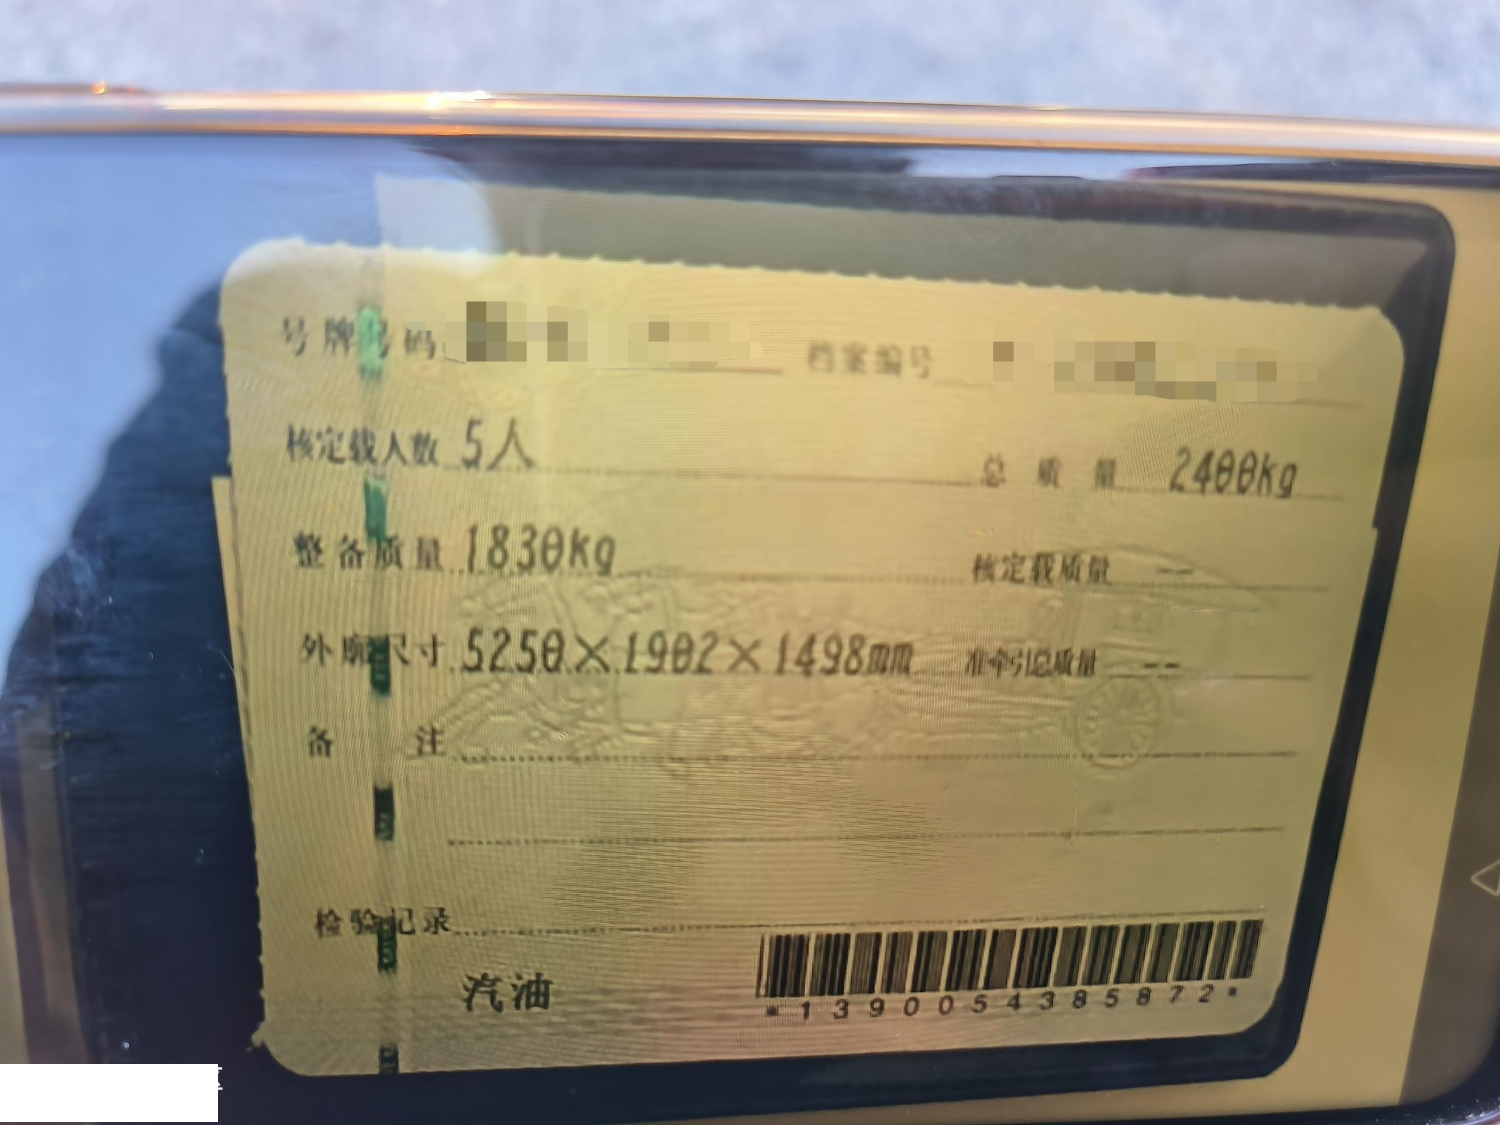 号牌号码 档案编号
核定载人数 5人 总质量 2400kg
整备质量 1830kg 核定载质量 --
外廓尺寸 5250×1902×1498mm 准牵引总质量 --
备注
检验记录
汽油
*1390054385872*